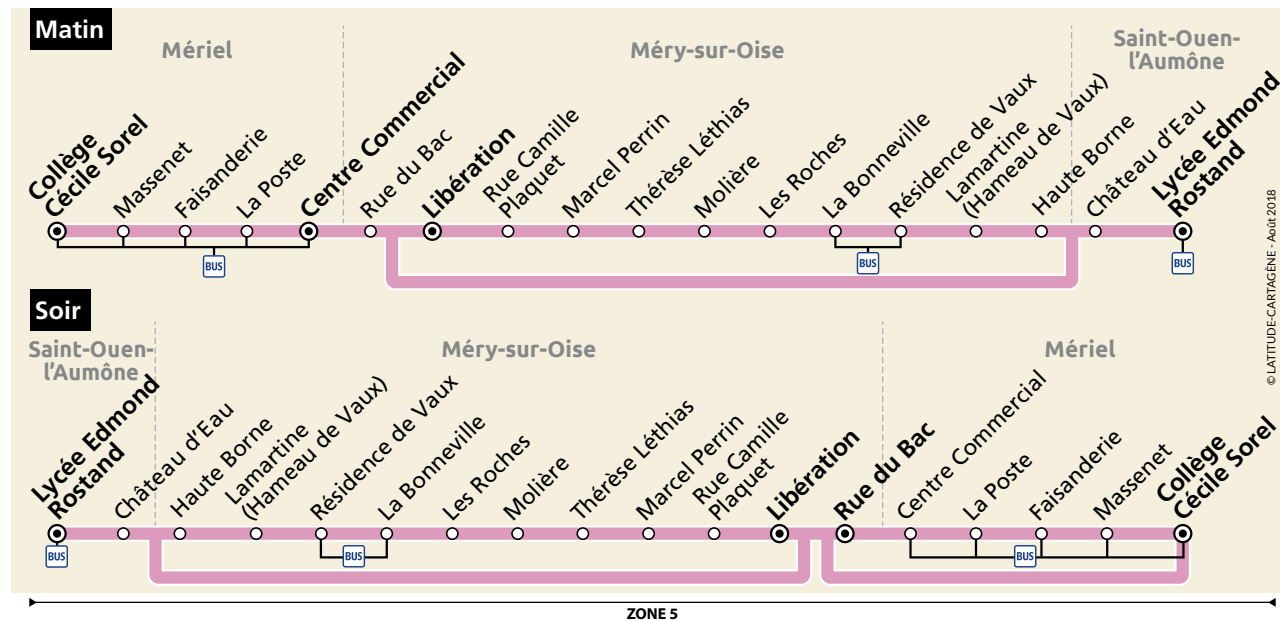 Matin
Mériel
Méry-sur-Oise
Saint-Ouen-
l'Aumône
Collège
Cécile Sorel
Massenet
Faisanderie
La Poste
Centre Commercial
Rue du Bac
Libération
Rue Camille
Plaquet
Marcel Perrin
Thérèse Léthias
Molière
Les Roches
La Bonneville
Résidence de Vaux
Lamartine
(Hameau de Vaux)
Haute Borne
Château d'Eau
Lycée Edmond
Rostand
BUS
BUS
BUS
Soir
Saint-Ouen-
l'Aumône
Méry-sur-Oise
Mériel
Lycée Edmond
Rostand
Château d'Eau
Haute Borne
Lamartine
(Hameau de Vaux)
Résidence de Vaux
La Bonneville
Les Roches
Molière
Thérèse Léthias
Marcel Perrin
Rue Camille
Plaquet
Libération
Rue du Bac
Centre Commercial
La Poste
Faisanderie
Massenet
Collège
Cécile Sorel
BUS
BUS
BUS
ZONE 5
© LATITUDE-CARTAGÈNE - Août 2018